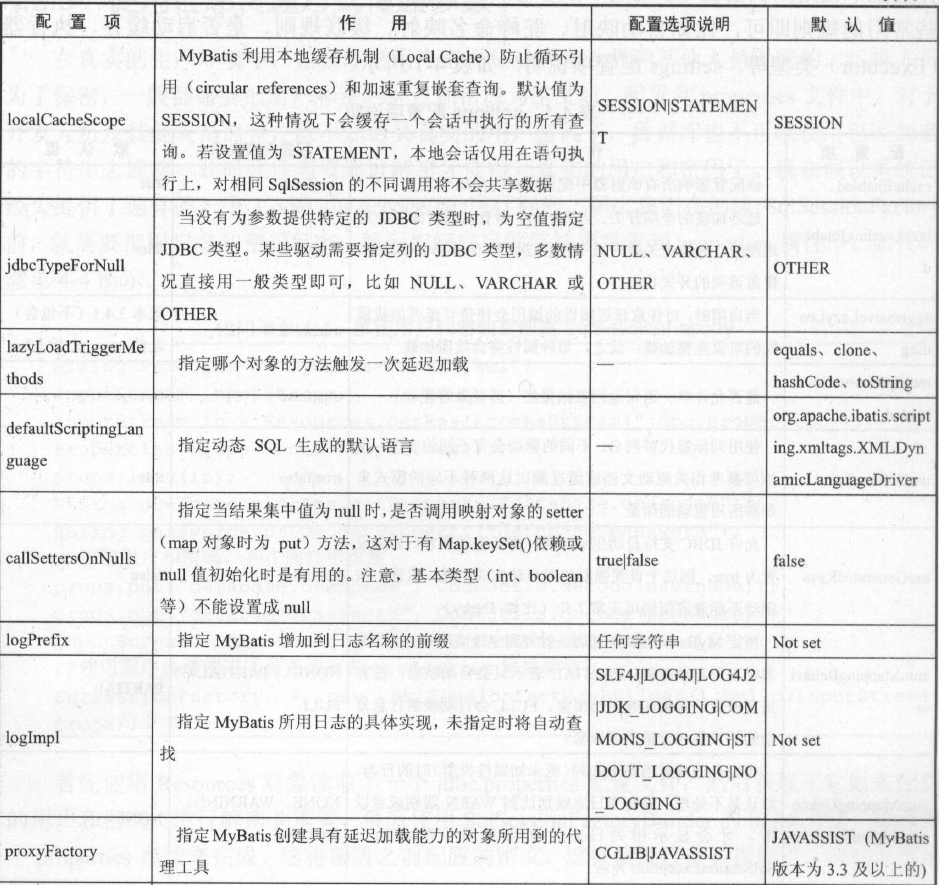 配 置 项 作 用 配置选项说明 默 认 值
localCacheScope
MyBatis 利用本地缓存机制（Local Cache）防止循环引
用（circular references）和加速重复嵌套查询。默认值为
SESSION，这种情况下会缓存一个会话中执行的所有查
询。若设置值为 STATEMENT，本地会话仅用在语句执
行上，对相同 SqlSession 的不同调用将不会共享数据
SESSION|STATEMEN
T
SESSION
jdbcTypeForNull
当没有为参数提供特定的 JDBC 类型时，为空值指定
JDBC 类型。某些驱动需要指定列的 JDBC 类型，多数情
况直接用一般类型即可，比如 NULL、VARCHAR 或
OTHER
NULL、VARCHAR、
OTHER
OTHER
lazyLoadTriggerMe
thods
指定哪个对象的方法触发一次延迟加载
—
equals、clone、
hashCode、toString
defaultScriptingLan
guage
指定动态 SQL 生成的默认语言
—
org.apache.ibatis.script
ing.xmltags.XMLDyn
amicLanguageDriver
callSettersOnNulls
指定当结果集中值为 null 时，是否调用映射对象的 setter
（map 对象时为 put）方法，这对于有 Map.keySet()依赖或
null 值初始化时是有用的。注意，基本类型（int、boolean
等）不能设置成 null
true|false
false
logPrefix
指定 MyBatis 增加到日志名称的前缀
任何字符串
Not set
logImpl
指定 MyBatis 所用日志的具体实现，未指定时将自动查
找
SLF4J|LOG4J|LOG4J2
|JDK_LOGGING|COM
MONS_LOGGING|ST
DOUT_LOGGING|NO
_LOGGING
Not set
proxyFactory
指定 MyBatis 创建具有延迟加载能力的对象所用到的代
理工具
CGLIB|JAVASSIST
JAVASSIST (MyBatis
版本为 3.3 及以上的)